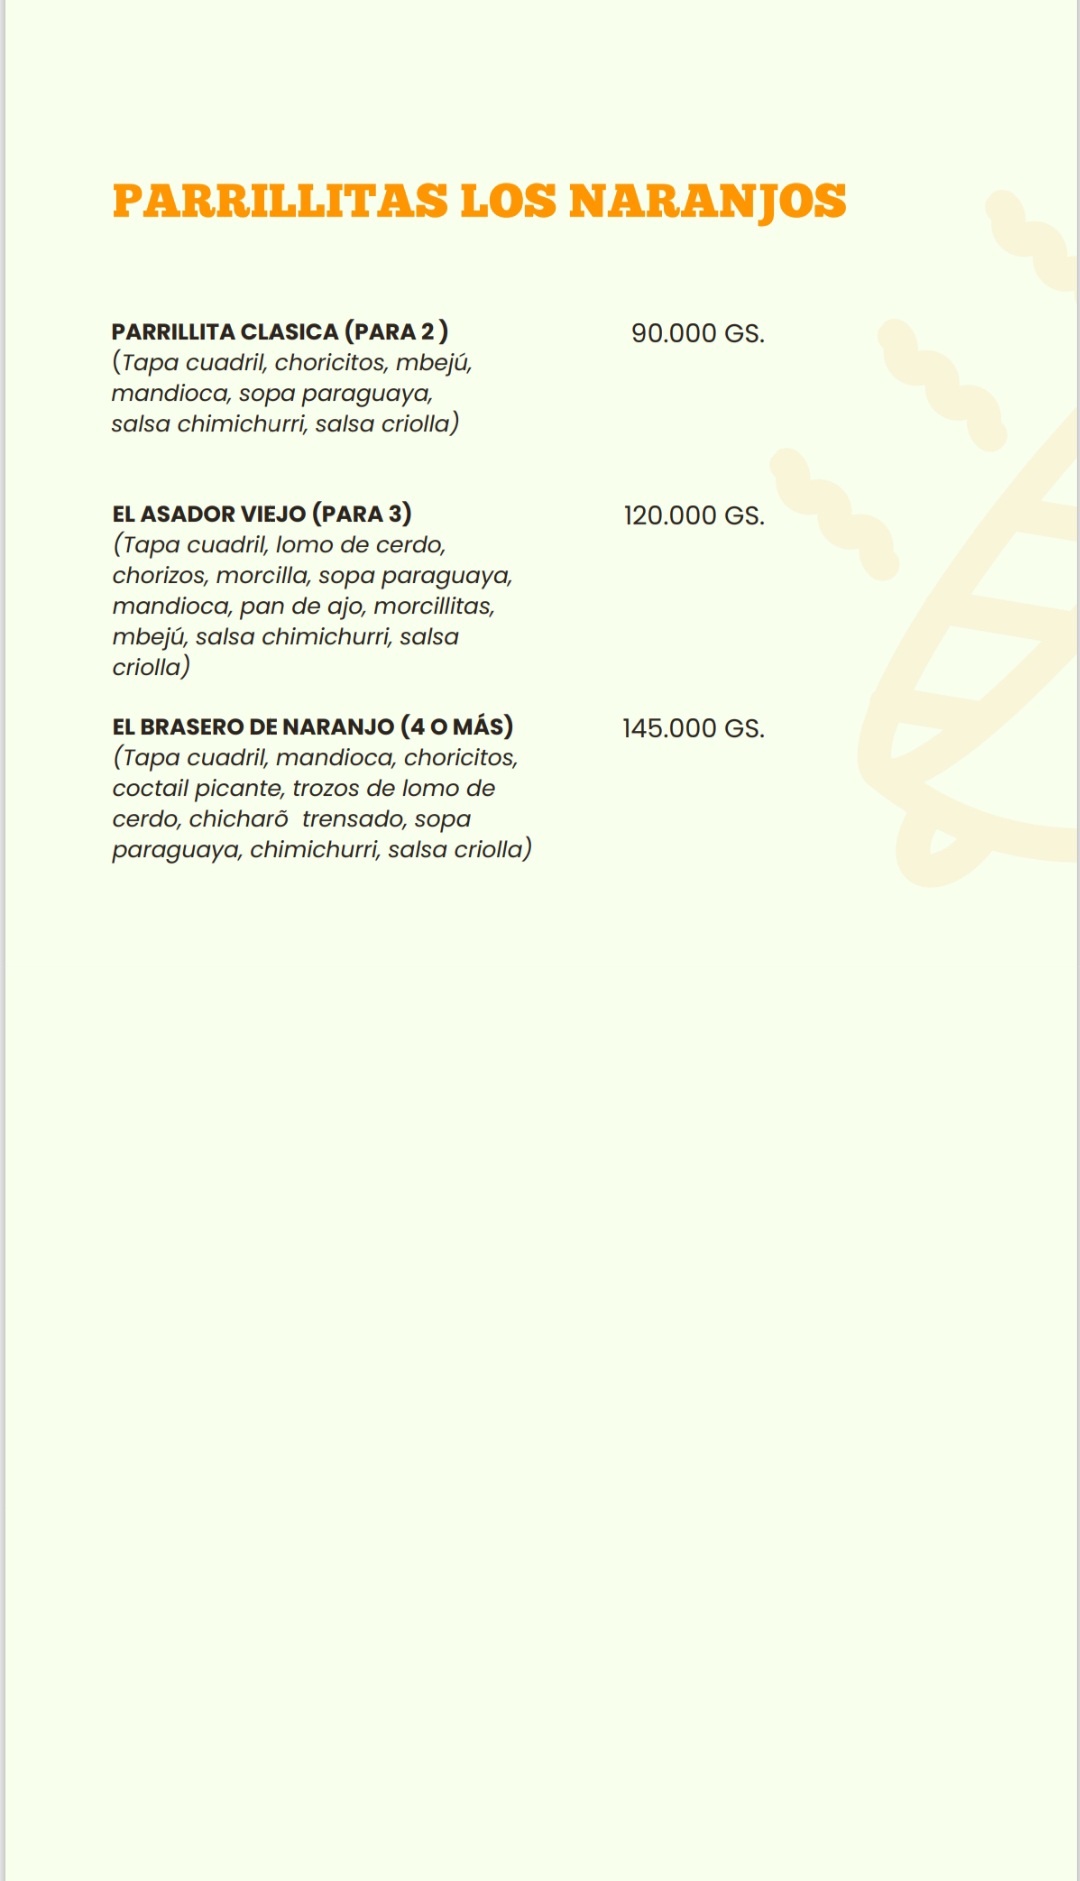 PARRILLITAS LOS NARANJOS
PARRILLITA CLASICA (PARA 2 ) 90.000 GS.
(Tapa cuadril, choricitos, mbejú,
mandioca, sopa paraguaya,
salsa chimichurri, salsa criolla)
EL ASADOR VIEJO (PARA 3) 120.000 GS.
(Tapa cuadril, lomo de cerdo,
chorizos, morcilla, sopa paraguaya,
mandioca, pan de ajo, morcillitas,
mbejú, salsa chimichurri, salsa
criolla)
EL BRASERO DE NARANJO (4 O MÁS) 145.000 GS.
(Tapa cuadril, mandioca, choricitos,
coctail picante, trozos de lomo de
cerdo, chicharõ  trensado, sopa
paraguaya, chimichurri, salsa criolla)